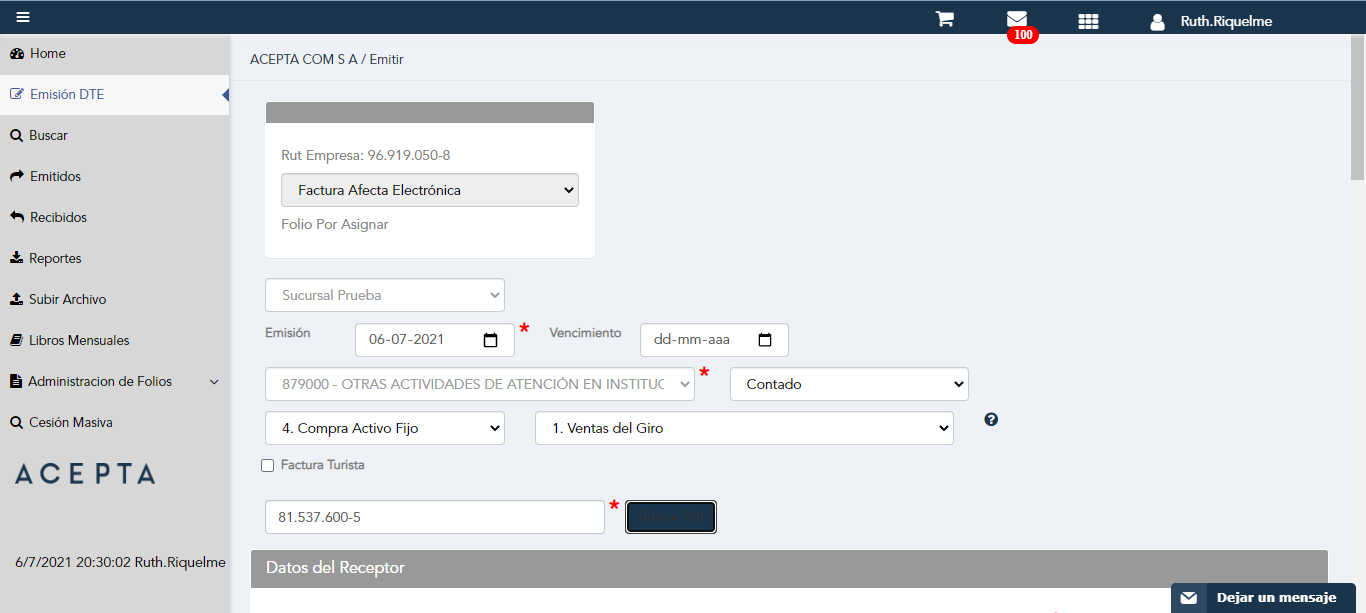 100
Ruth.Riquelme
Home
Emisión DTE
Buscar
Emitidos
Recibidos
Reportes
Subir Archivo
Libros Mensuales
Administracion de Folios
Cesión Masiva
ACEPTA
6/7/2021 20:30:02 Ruth.Riquelme
ACEPTA COM S A / Emitir
Rut Empresa: 96.919.050-8
Factura Afecta Electrónica
Folio Por Asignar
Sucursal Prueba
Emisión 06-07-2021 * Vencimiento dd-mm-aaa
879000 - OTRAS ACTIVIDADES DE ATENCIÓN EN INSTITUC * Contado
4. Compra Activo Fijo 1. Ventas del Giro ?
Factura Turista
81.537.600-5 *
Datos del Receptor
Dejar un mensaje